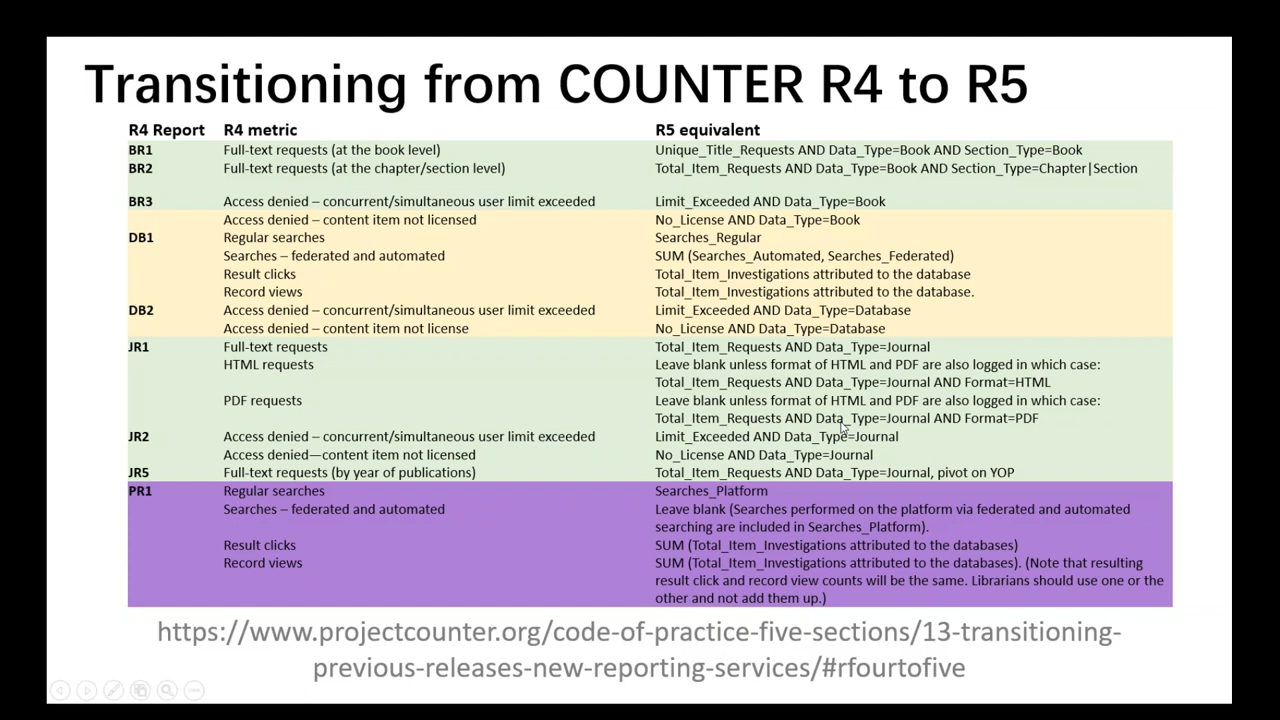 Transitioning from COUNTER R4 to R5
R4 Report R4 metric R5 equivalent
BR1 Full-text requests (at the book level) Unique_Title_Requests AND Data_Type=Book AND Section_Type=Book
BR2 Full-text requests (at the chapter/section level) Total_Item_Requests AND Data_Type=Book AND Section_Type=Chapter|Section
BR3 Access denied – concurrent/simultaneous user limit exceeded Limit_Exceeded AND Data_Type=Book
Access denied – content item not licensed No_License AND Data_Type=Book
DB1 Regular searches Searches_Regular
Searches – federated and automated SUM (Searches_Automated, Searches_Federated)
Result clicks Total_Item_Investigations attributed to the database
Record views Total_Item_Investigations attributed to the database.
DB2 Access denied – concurrent/simultaneous user limit exceeded Limit_Exceeded AND Data_Type=Database
Access denied – content item not license No_License AND Data_Type=Database
JR1 Full-text requests Total_Item_Requests AND Data_Type=Journal
HTML requests Leave blank unless format of HTML and PDF are also logged in which case:
Total_Item_Requests AND Data_Type=Journal AND Format=HTML
PDF requests Leave blank unless format of HTML and PDF are also logged in which case:
Total_Item_Requests AND Data_Type=Journal AND Format=PDF
JR2 Access denied – concurrent/simultaneous user limit exceeded Limit_Exceeded AND Data_Type=Journal
Access denied—content item not licensed No_License AND Data_Type=Journal
JR5 Full-text requests (by year of publications) Total_Item_Requests AND Data_Type=Journal, pivot on YOP
PR1 Regular searches Searches_Platform
Searches – federated and automated Leave blank (Searches performed on the platform via federated and automated
searching are included in Searches_Platform).
Result clicks SUM (Total_Item_Investigations attributed to the databases)
Record views SUM (Total_Item_Investigations attributed to the databases). (Note that resulting
result click and record view counts will be the same. Librarians should use one or the
other and not add them up.)
https://www.projectcounter.org/code-of-practice-five-sections/13-transitioning-
previous-releases-new-reporting-services/#rfourtofive